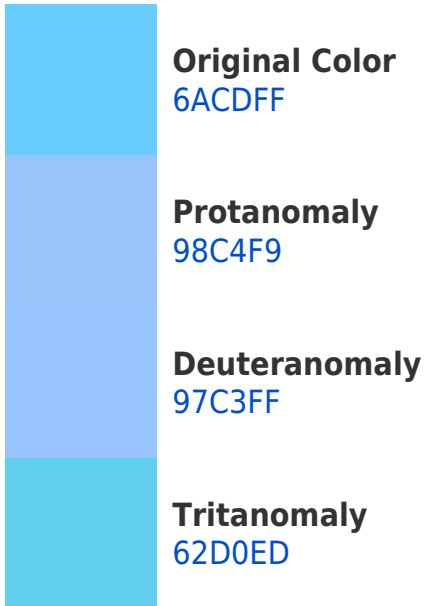 Original Color
6ACDFF
Protanomaly
98C4F9
Deuteranomaly
97C3FF
Tritanomaly
62D0ED